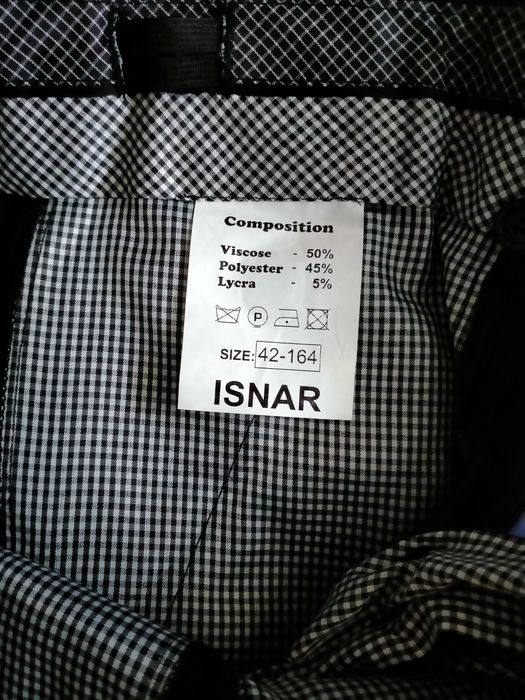 Composition
Viscose - 50%
Polyester - 45%
Lycra - 5%
P
SIZE: 42-164
ISNAR